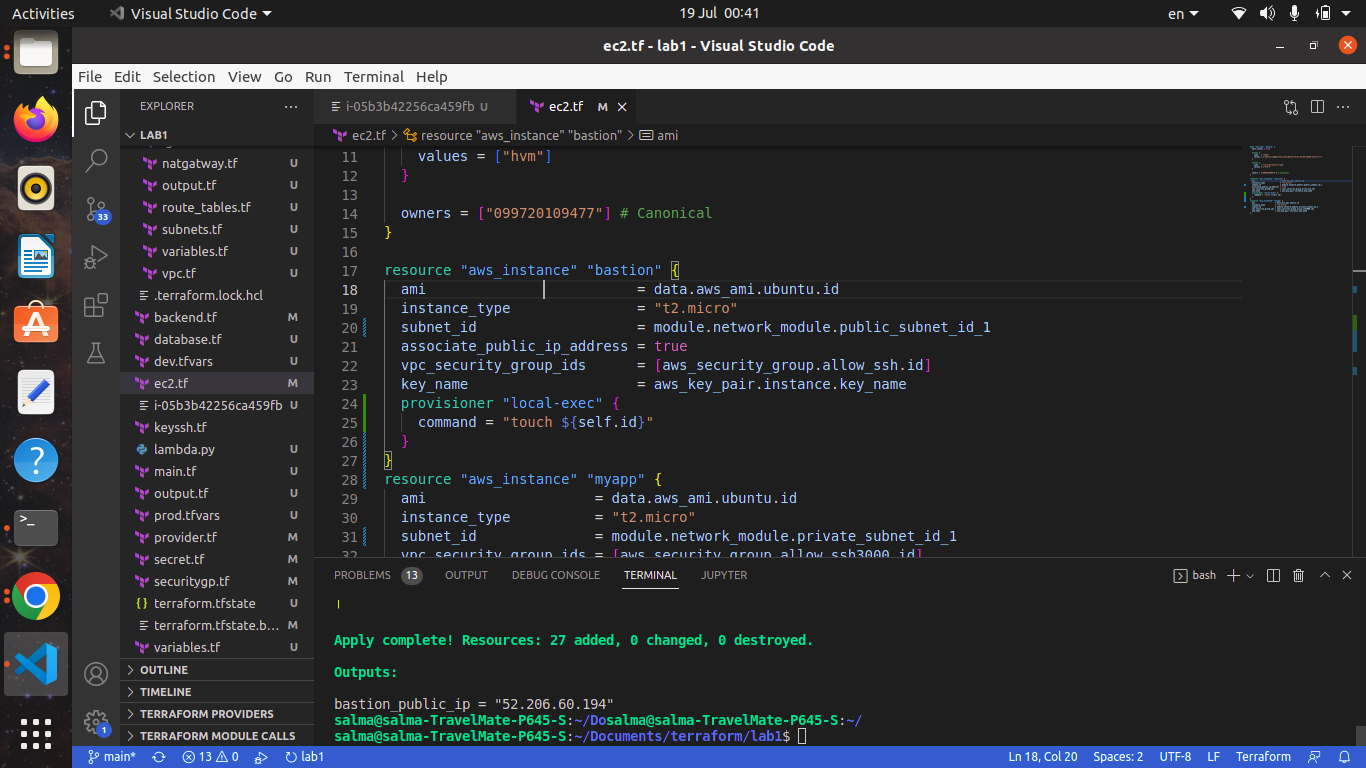 Activities
Visual Studio Code
19 Jul 00:41
en
ec2.tf - lab1 - Visual Studio Code
File Edit Selection View Go Run Terminal Help
EXPLORER
LAB1
natgatway.tf U
output.tf U
route_tables.tf U
subnets.tf U
variables.tf U
vpc.tf U
.terraform.lock.hcl
backend.tf M
database.tf M
dev.tfvars
ec2.tf M
i-05b3b42256ca459fb U
keyssh.tf
lambda.py U
main.tf U
output.tf U
prod.tfvars U
provider.tf M
secret.tf M
securitygp.tf M
terraform.tfstate U
terraform.tfstate.b... M
variables.tf U
OUTLINE
TIMELINE
TERRAFORM PROVIDERS
TERRAFORM MODULE CALLS
33
1
i-05b3b42256ca459fb U
ec2.tf M
ec2.tf > resource "aws_instance" "bastion" > ami
11 values = ["hvm"]
12 }
13
14 owners = ["099720109477"] # Canonical
15 }
16
17 resource "aws_instance" "bastion" {
18 ami = data.aws_ami.ubuntu.id
19 instance_type = "t2.micro"
20 subnet_id = module.network_module.public_subnet_id_1
21 associate_public_ip_address = true
22 vpc_security_group_ids = [aws_security_group.allow_ssh.id]
23 key_name = aws_key_pair.instance.key_name
24 provisioner "local-exec" {
25 command = "touch ${self.id}"
26 }
27 }
28 resource "aws_instance" "myapp" {
29 ami = data.aws_ami.ubuntu.id
30 instance_type = "t2.micro"
31 subnet_id = module.network_module.private_subnet_id_1
32 vpc_security_group_ids = [aws_security_group.allow_ssh3000.id]
PROBLEMS 13 OUTPUT DEBUG CONSOLE TERMINAL JUPYTER
bash
Apply complete! Resources: 27 added, 0 changed, 0 destroyed.
Outputs:
bastion_public_ip = "52.206.60.194"
salma@salma-TravelMate-P645-S:~/Dosalma@salma-TravelMate-P645-S:~/
salma@salma-TravelMate-P645-S:~/Documents/terraform/lab1$
main* 13 0 lab1
Ln 18, Col 20 Spaces: 2 UTF-8 LF Terraform